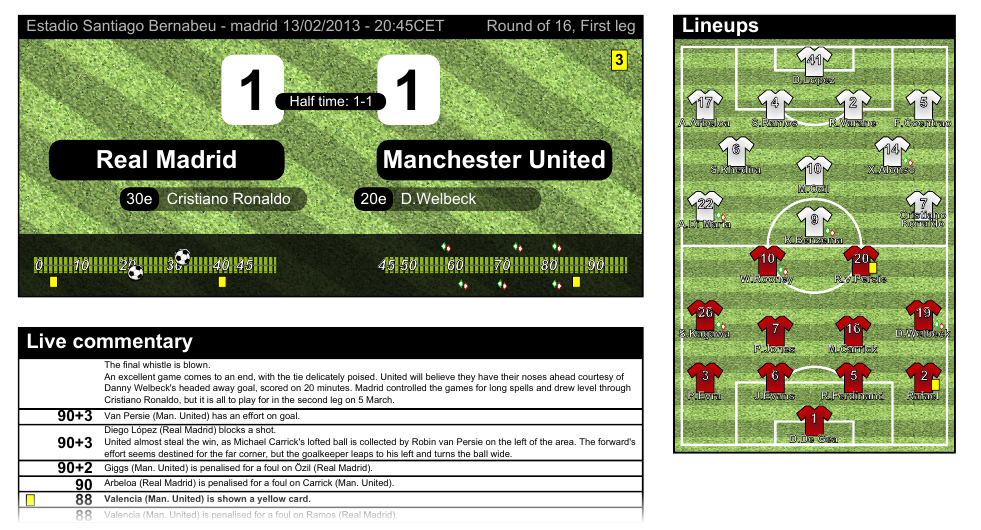 Estadio Santiago Bernabeu - madrid 13/02/2013 - 20:45CET
Round of 16, First leg
3
1
1
Half time: 1-1
Real Madrid
Manchester United
30e Cristiano Ronaldo
20e D.Welbeck
0 10 20 30 40 45
45 50 60 70 80 90
Live commentary
The final whistle is blown.
An excellent game comes to an end, with the tie delicately poised. United will believe they have their noses ahead courtesy of
Danny Welbeck's headed away goal, scored on 20 minutes. Madrid controlled the games for long spells and drew level through
Cristiano Ronaldo, but it is all to play for in the second leg on 5 March.
90+3 Van Persie (Man. United) has an effort on goal.
Diego López (Real Madrid) blocks a shot.
90+3 United almost steal the win, as Michael Carrick's lofted ball is collected by Robin van Persie on the left of the area. The forward's
effort seems destined for the far corner, but the goalkeeper leaps to his left and turns the ball wide.
90+2 Giggs (Man. United) is penalised for a foul on Özil (Real Madrid).
90 Arbeloa (Real Madrid) is penalised for a foul on Carrick (Man. United).
88 Valencia (Man. United) is shown a yellow card.
88 Valencia (Man. United) is penalised for a foul on Ramos (Real Madrid).
Lineups
41
D.Lopez
17 4 2 5
A.Arbeloa S.Ramos R.Varane F.Coentrao
6 14
S.Khedira X.Alonso
10
M.Ozil
22 7
A.Di Maria Cristiano
Ronaldo
9
K.Benzema
10 20
W.Rooney R.V.Persie
26 19
S.Kagawa D.Welbeck
7 16
P.Jones M.Carrick
3 6 5 2
P.Evra J.Evans R.Ferdinand Rafael
1
D.De Gea